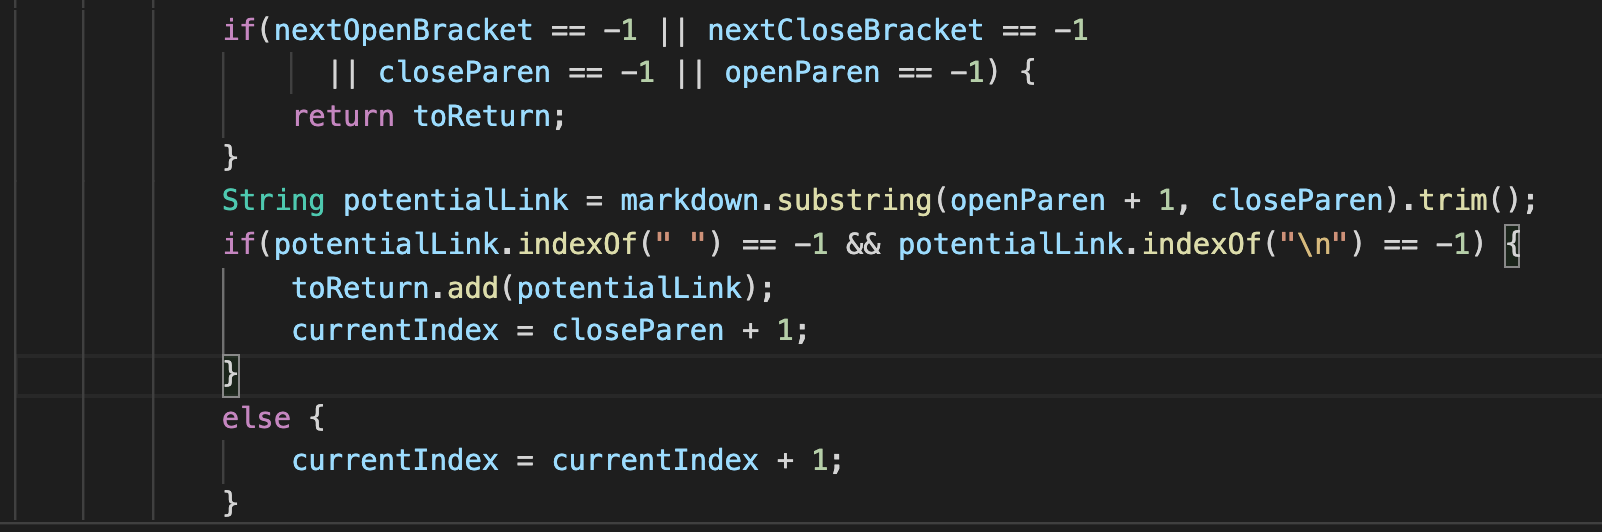 if(nextOpenBracket == -1 || nextCloseBracket == -1
|| closeParen == -1 || openParen == -1) {
return toReturn;
}
String potentialLink = markdown.substring(openParen + 1, closeParen).trim();
if(potentialLink.indexOf(" ") == -1 && potentialLink.indexOf("\n") == -1) {
toReturn.add(potentialLink);
currentIndex = closeParen + 1;
}
else {
currentIndex = currentIndex + 1;
}